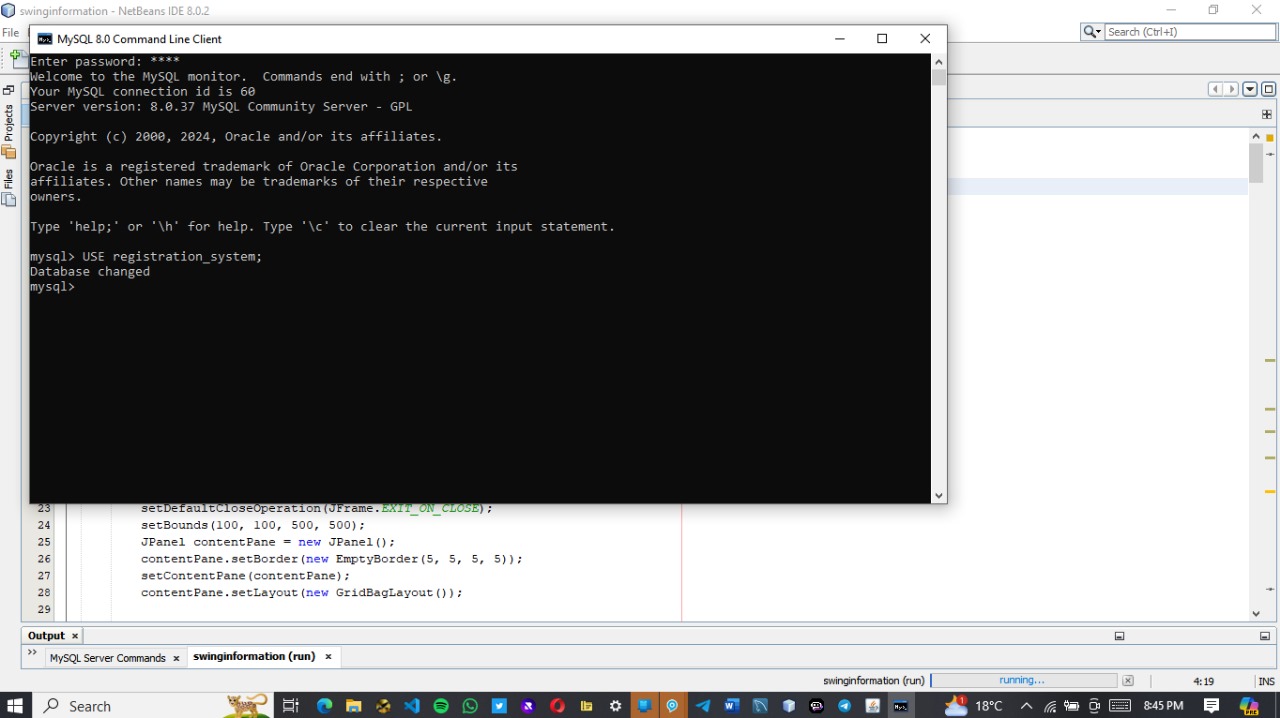 swinginformation - NetBeans IDE 8.0.2
File
Search (Ctrl+I)
MySQL 8.0 Command Line Client
Enter password: ****
Welcome to the MySQL monitor.  Commands end with ; or \g.
Your MySQL connection id is 60
Server version: 8.0.37 MySQL Community Server - GPL
Copyright (c) 2000, 2024, Oracle and/or its affiliates.
Oracle is a registered trademark of Oracle Corporation and/or its
affiliates. Other names may be trademarks of their respective
owners.
Type 'help;' or '\h' for help. Type '\c' to clear the current input statement.
mysql> USE registration_system;
Database changed
mysql>
Projects
Files
23 setDefaultCloseOperation(JFrame.EXIT_ON_CLOSE);
24 setBounds(100, 100, 500, 500);
25 JPanel contentPane = new JPanel();
26 contentPane.setBorder(new EmptyBorder(5, 5, 5, 5));
27 setContentPane(contentPane);
28 contentPane.setLayout(new GridBagLayout());
29
Output
MySQL Server Commands
swinginformation (run)
swinginformation (run) running... 4:19 INS
Search
18°C 8:45 PM